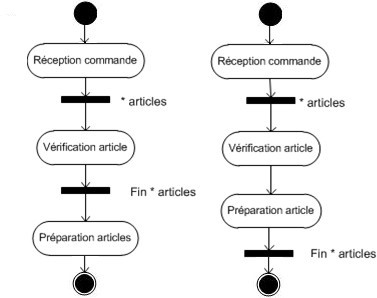 Réception commande
* articles
Vérification article
Fin * articles
Préparation articles
Réception commande
* articles
Vérification article
Préparation article
Fin * articles